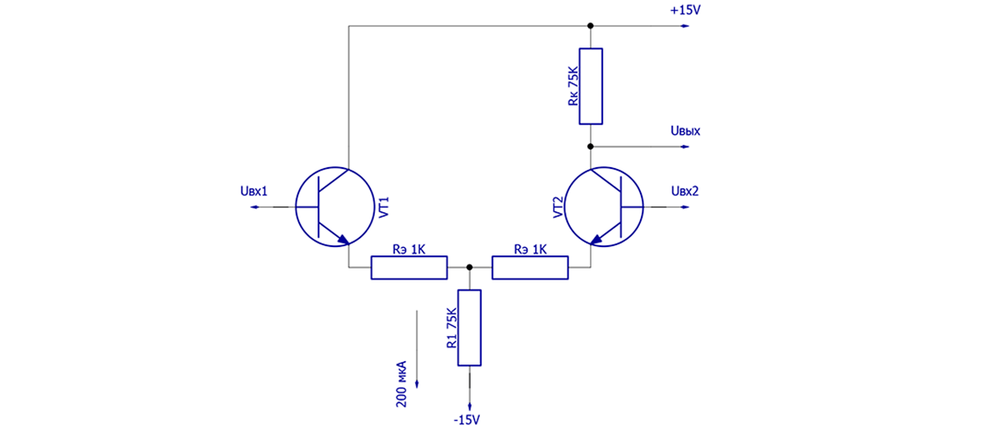 +15V
Rк 75K
Uвых
Uвх1
VT1
VT2
Uвх2
Rэ 1K
Rэ 1K
R1 75K
200 мкА
-15V